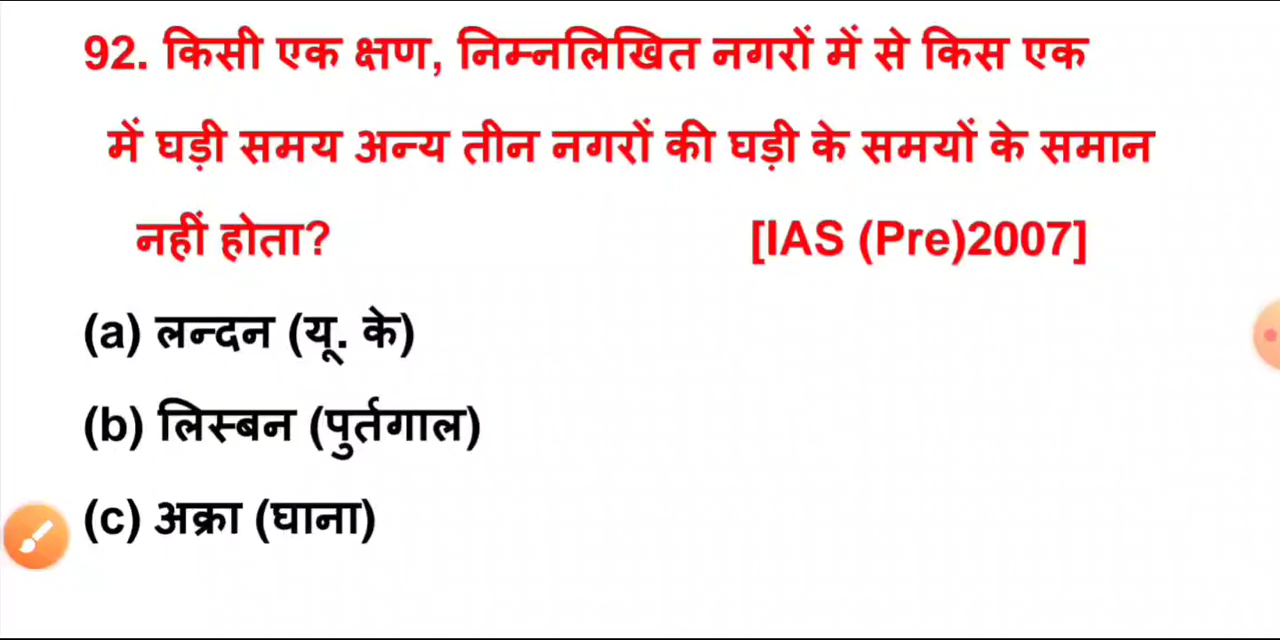 92. किसी एक क्षण, निम्नलिखित नगरों में से किस एक
में घड़ी समय अन्य तीन नगरों की घड़ी के समयों के समान
नहीं होता? [IAS (Pre)2007]
(a) लन्दन (यू. के)
(b) लिस्बन (पुर्तगाल)
(c) अक्रा (घाना)